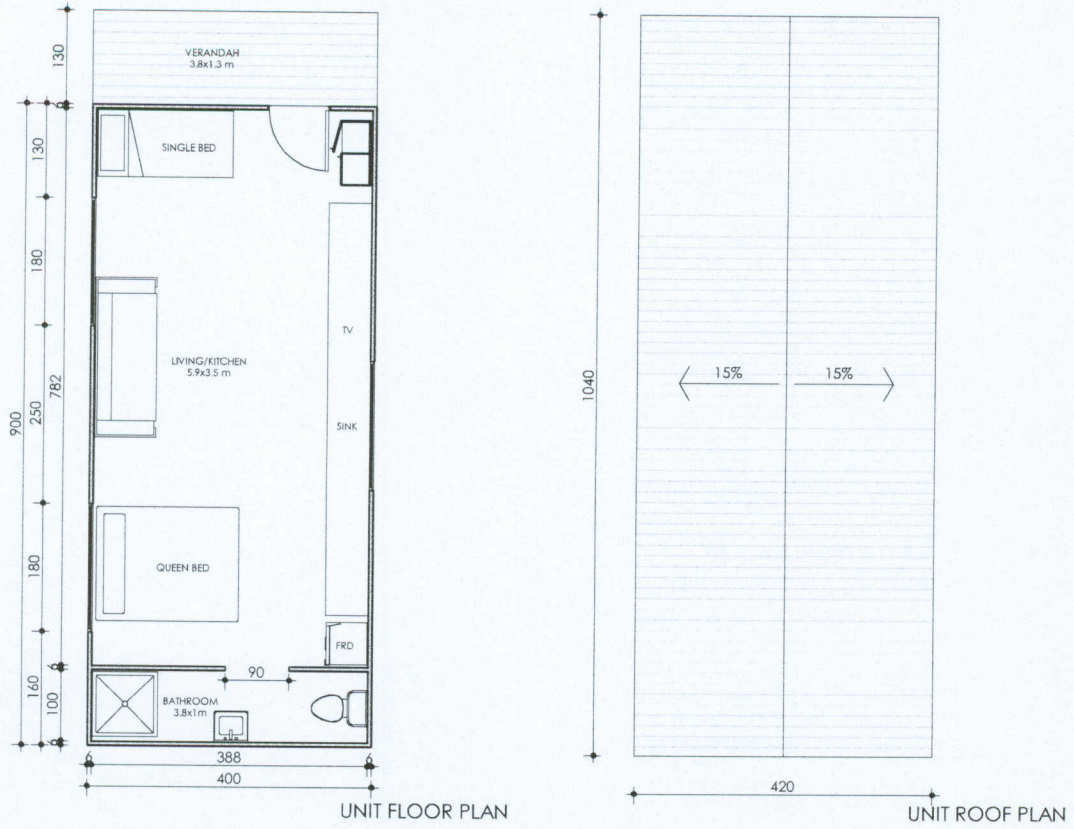 VERANDAH
3.8x1.3 m
130
6
130
180
250
180
160
900
782
6
100
6
SINGLE BED
TV
LIVING/KITCHEN
5.9x3.5 m
SINK
QUEEN BED
FRD
90
BATHROOM
3.8x1m
6
388
6
400
UNIT FLOOR PLAN
1040
15%
15%
420
UNIT ROOF PLAN